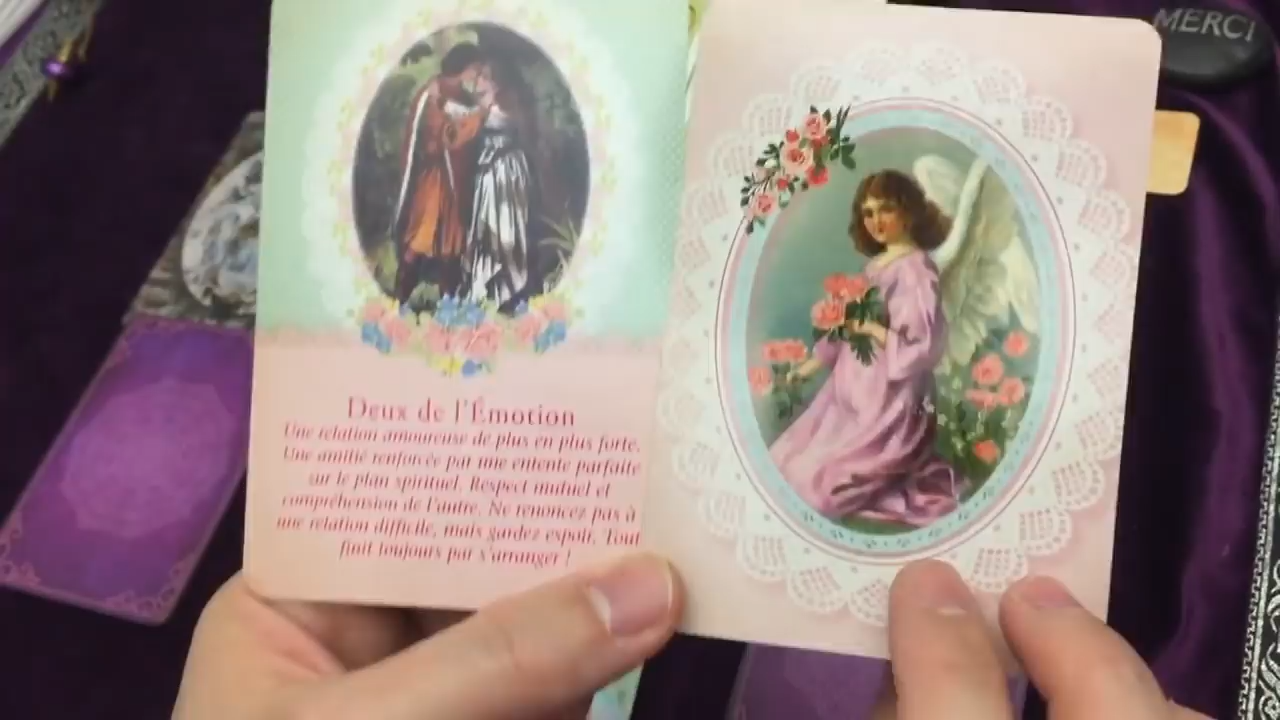 MERCI
Deux de l'Émotion
Une relation amoureuse de plus en plus forte.
Une amitié renforcée par une entente parfaite
sur le plan spirituel. Respect mutuel et
compréhension de l'autre. Ne renoncez pas à
une relation difficile, mais gardez espoir. Tout
finit toujours par s'arranger !